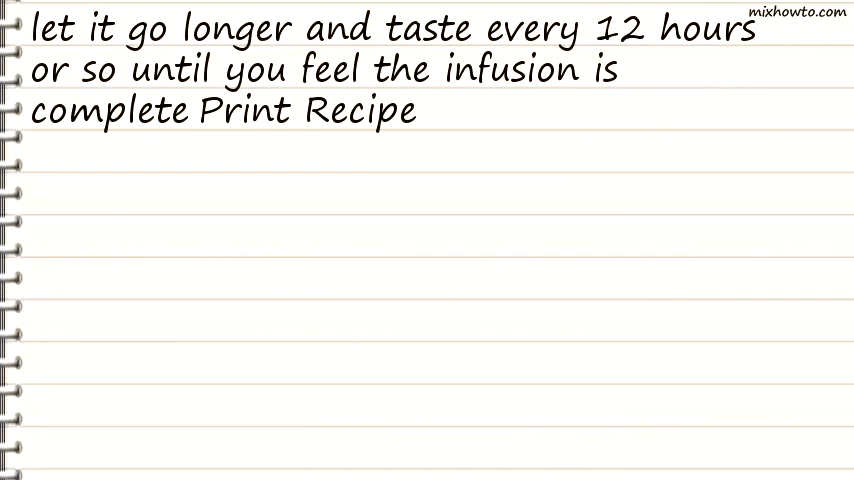 mixhowto.com
let it go longer and taste every 12 hours
or so until you feel the infusion is
complete Print Recipe